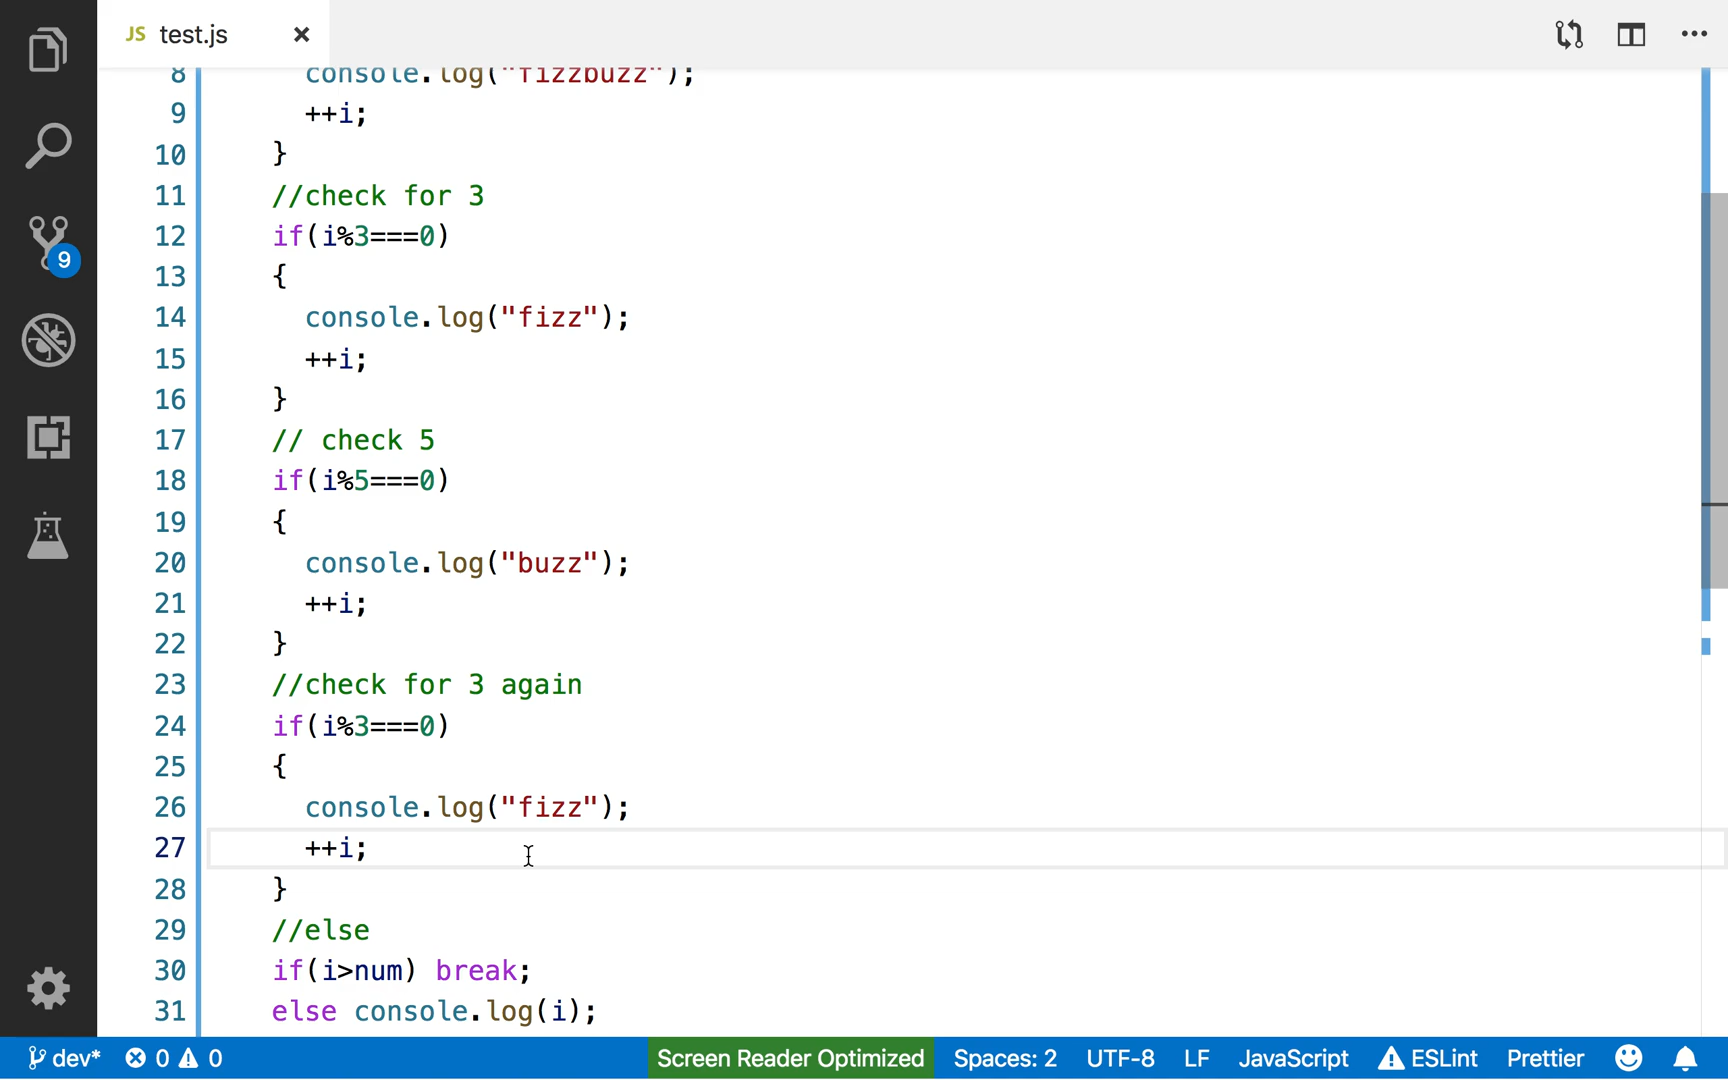 JS test.js
8 console.log("fizzbuzz");
9 ++i;
10 }
11 //check for 3
12 if(i%3===0)
13 {
14 console.log("fizz");
15 ++i;
16 }
17 // check 5
18 if(i%5===0)
19 {
20 console.log("buzz");
21 ++i;
22 }
23 //check for 3 again
24 if(i%3===0)
25 {
26 console.log("fizz");
27 ++i;
28 }
29 //else
30 if(i>num) break;
31 else console.log(i);
9
dev* 0 0 Screen Reader Optimized Spaces: 2 UTF-8 LF JavaScript ESLint Prettier